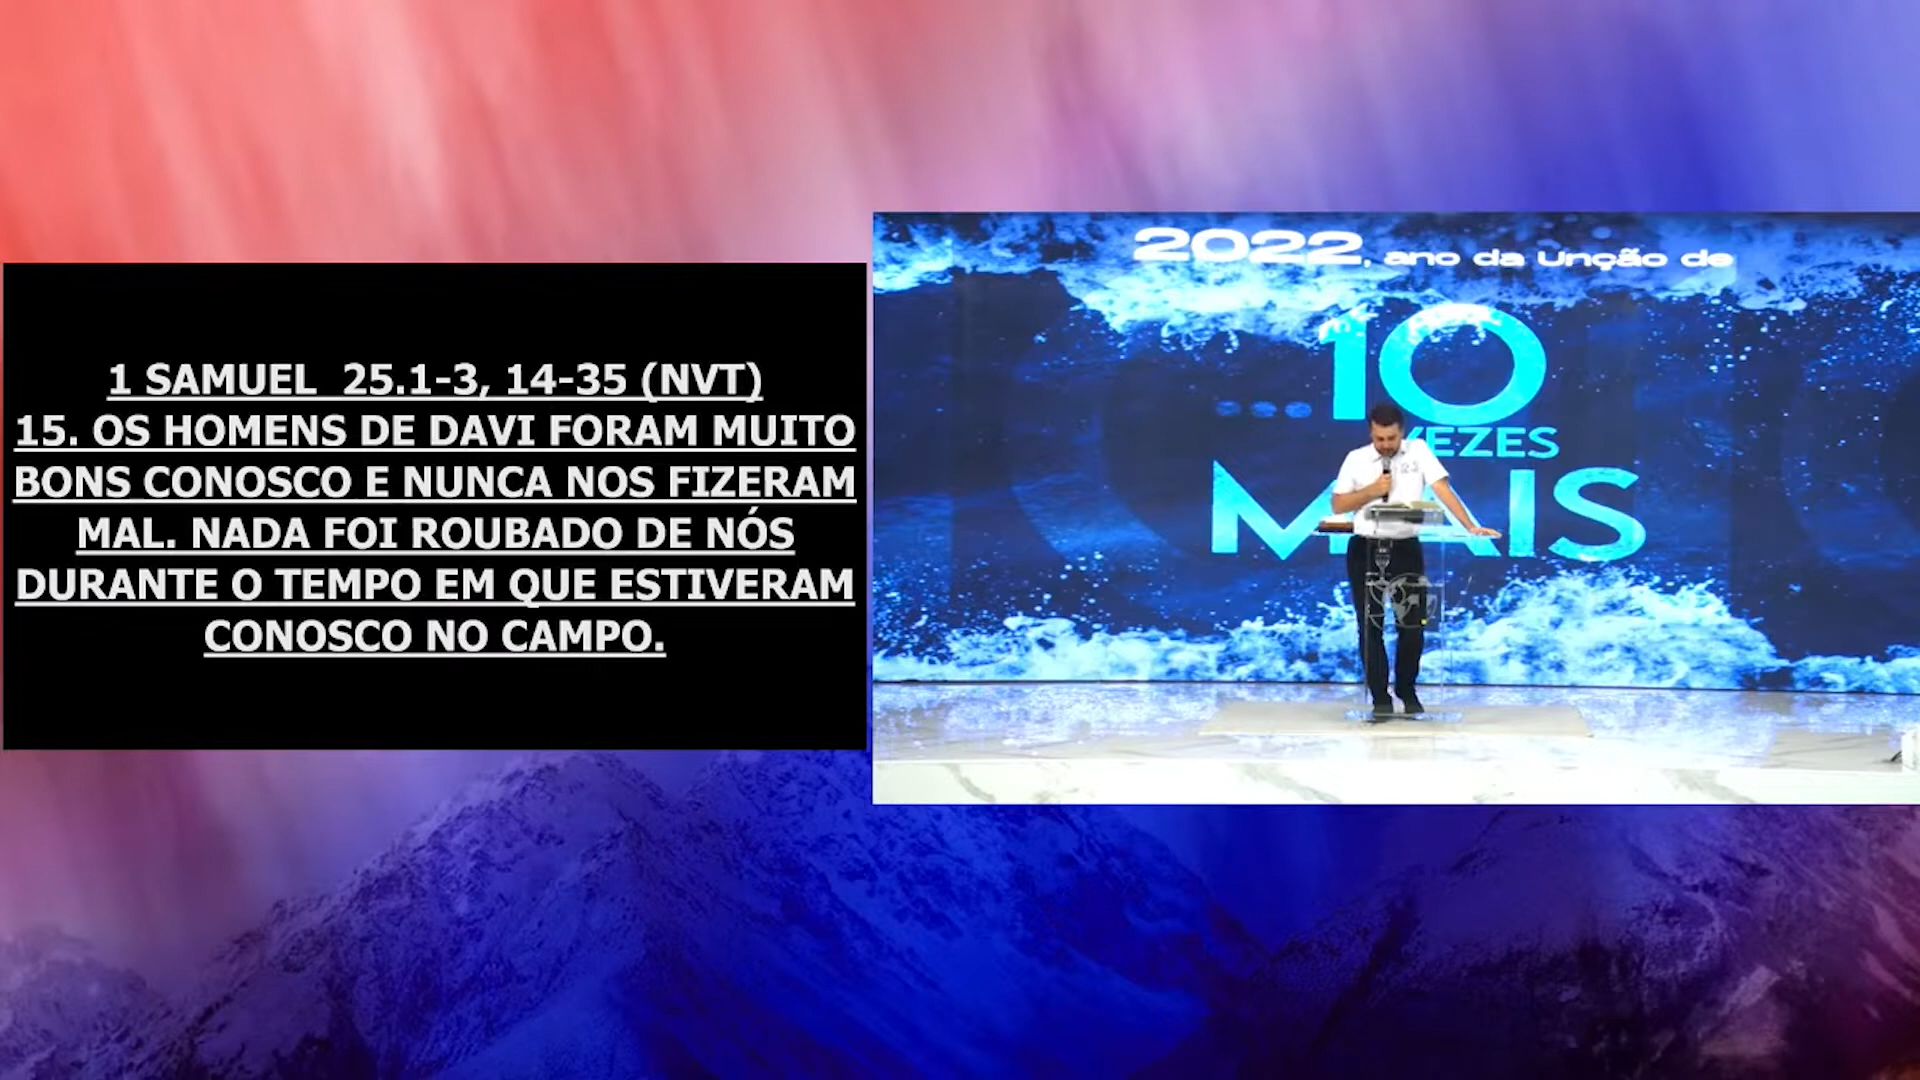 1 SAMUEL  25.1-3, 14-35 (NVT)
15. OS HOMENS DE DAVI FORAM MUITO
BONS CONOSCO E NUNCA NOS FIZERAM
MAL. NADA FOI ROUBADO DE NÓS
DURANTE O TEMPO EM QUE ESTIVERAM
CONOSCO NO CAMPO.
2022, ano da Unção de
...10
VEZES
MAIS